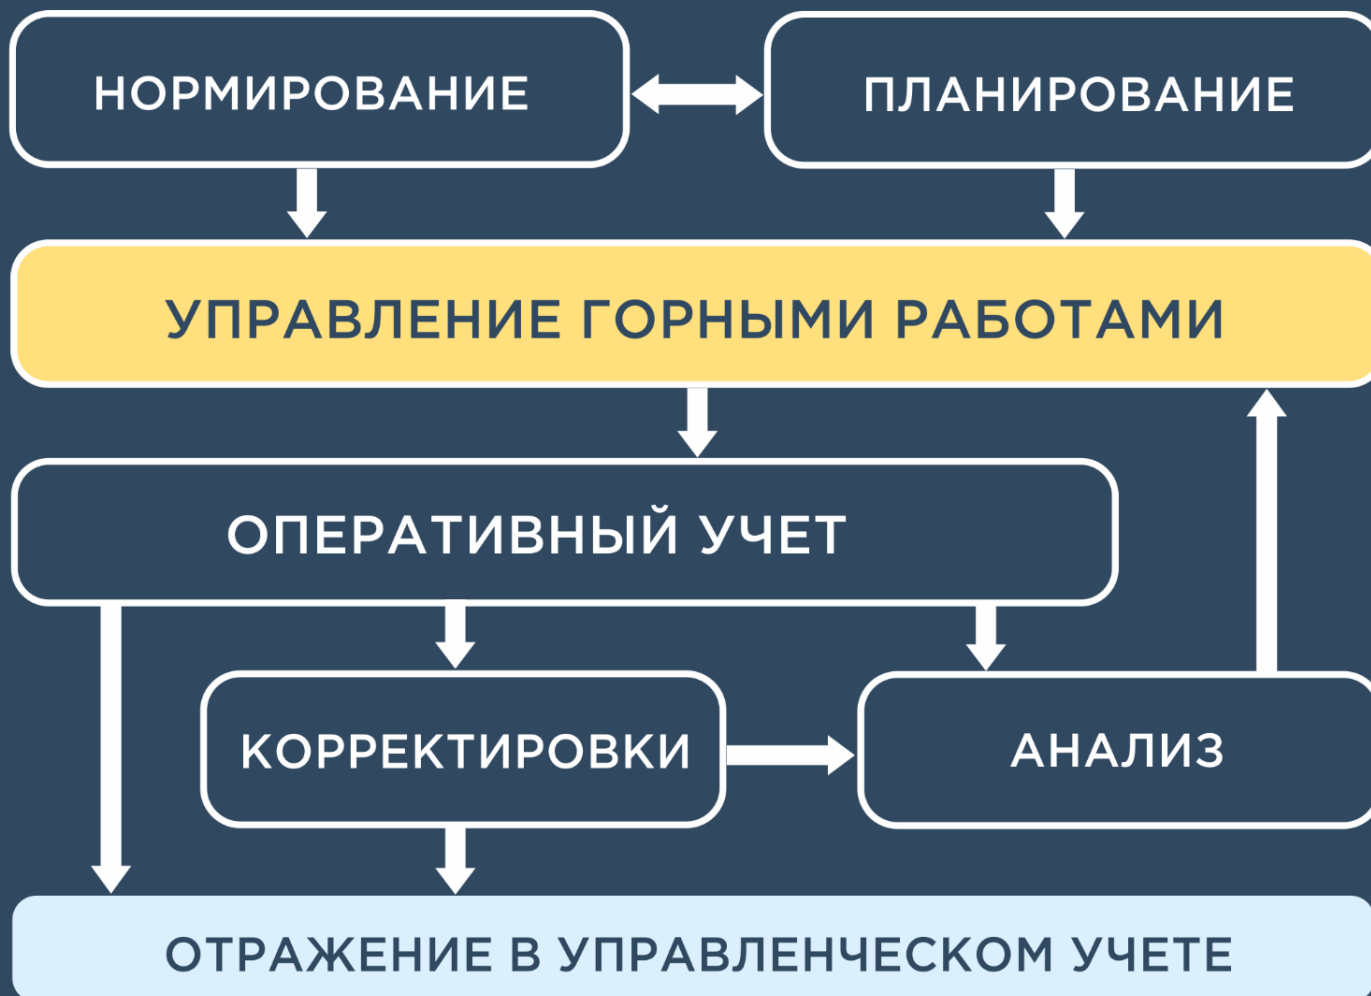 НОРМИРОВАНИЕ
ПЛАНИРОВАНИЕ
УПРАВЛЕНИЕ ГОРНЫМИ РАБОТАМИ
ОПЕРАТИВНЫЙ УЧЕТ
КОРРЕКТИРОВКИ
АНАЛИЗ
ОТРАЖЕНИЕ В УПРАВЛЕНЧЕСКОМ УЧЕТЕ